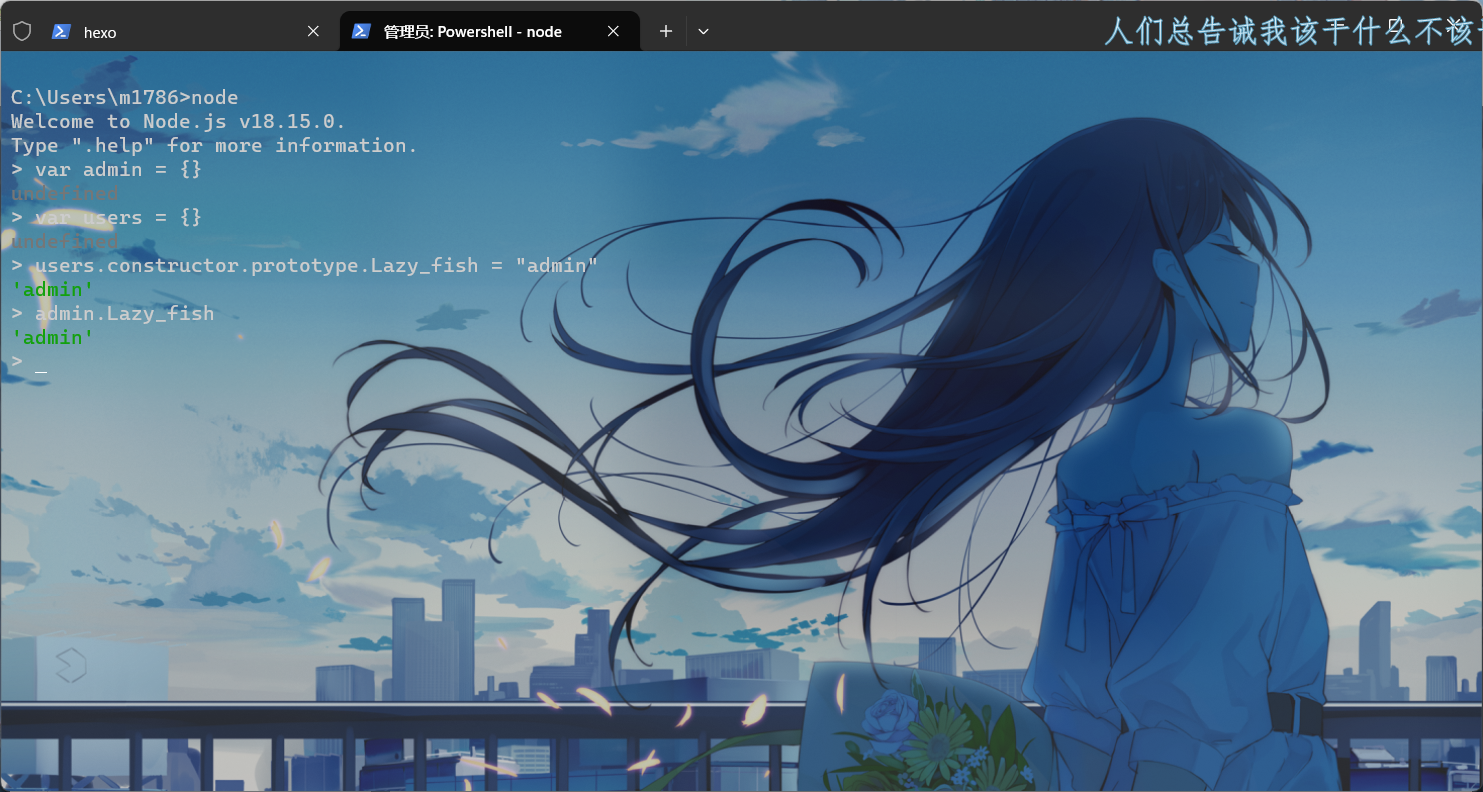 hexo
管理员: Powershell - node
人们总告诫我该干什么不该
C:\Users\m1786>node
Welcome to Node.js v18.15.0.
Type ".help" for more information.
> var admin = {}
undefined
> var users = {}
undefined
> users.constructor.prototype.Lazy_fish = "admin"
'admin'
> admin.Lazy_fish
'admin'
> _